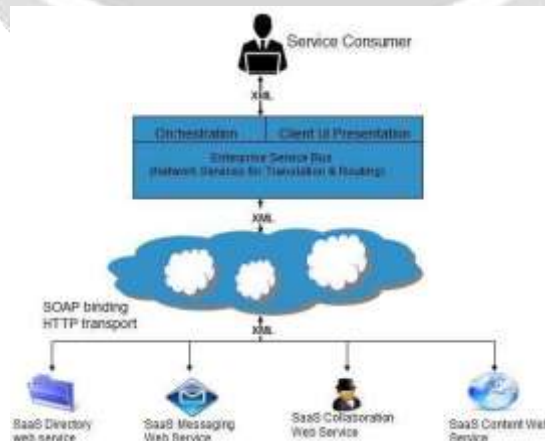 Service Consumer
XML
Orchestration
Client UI Presentation
Enterprise Service Bus
(Network Services for Translation & Routing)
XML
SOAP binding
HTTP transport
XML
SaaS Directory
web service
SaaS Messaging
Web Service
SaaS Collaboration
Web Service
SaaS Content Web
Service